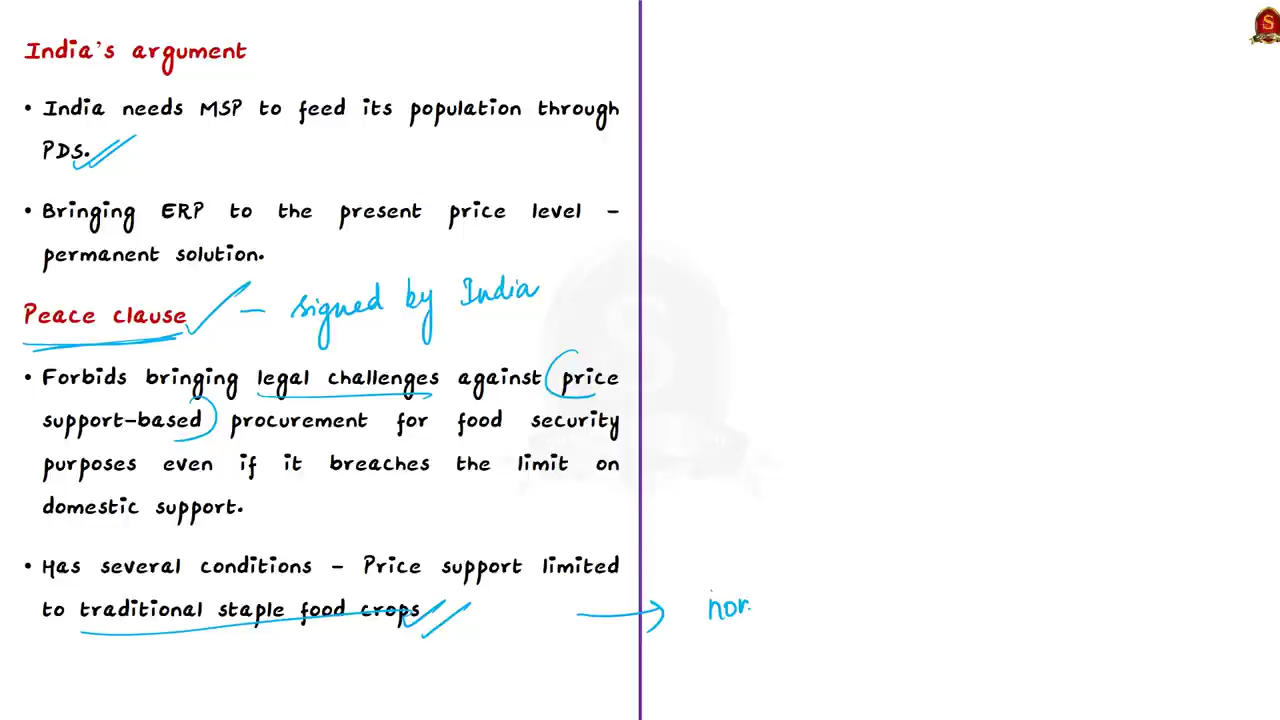 India's argument
• India needs MSP to feed its population through
PDS.
• Bringing ERP to the present price level –
permanent solution.
Peace clause – signed by India
• Forbids bringing legal challenges against price
support-based procurement for food security
purposes even if it breaches the limit on
domestic support.
• Has several conditions – Price support limited
to traditional staple food crops → non